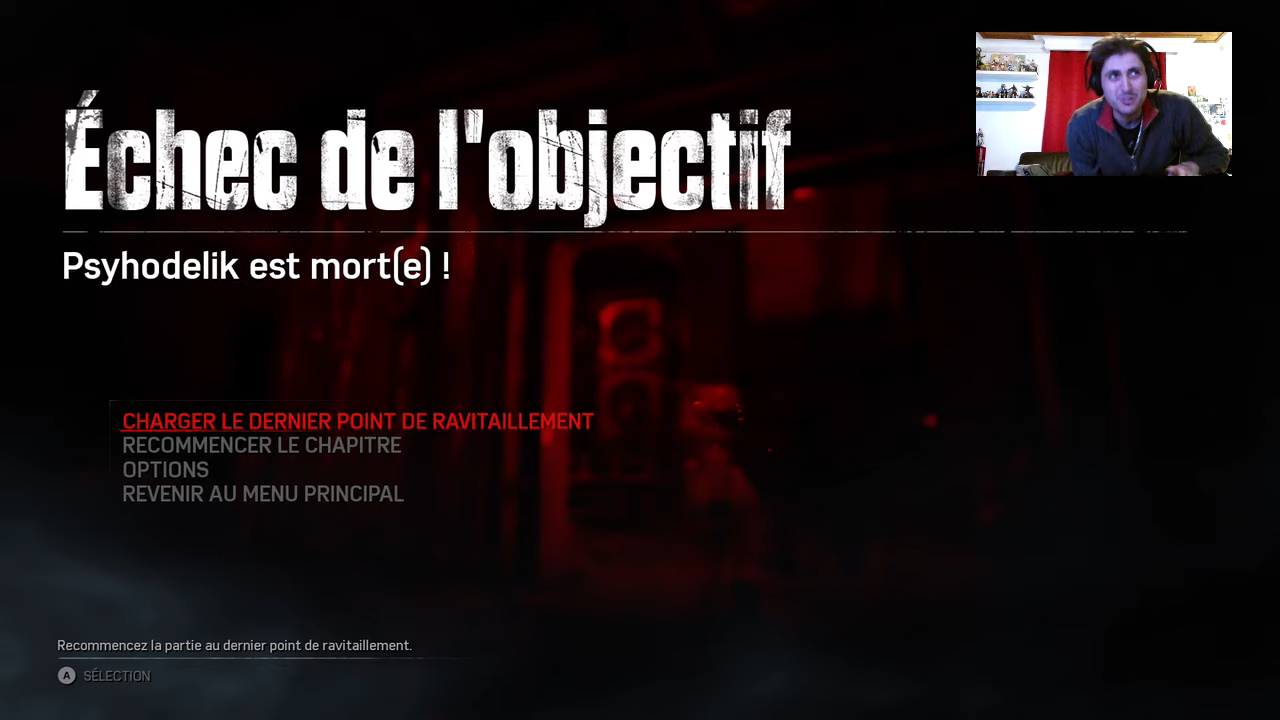 Échec de l'objectif
Psyhodelik est mort(e) !
CHARGER LE DERNIER POINT DE RAVITAILLEMENT
RECOMMENCER LE CHAPITRE
OPTIONS
REVENIR AU MENU PRINCIPAL
Recommencez la partie au dernier point de ravitaillement.
A SÉLECTION